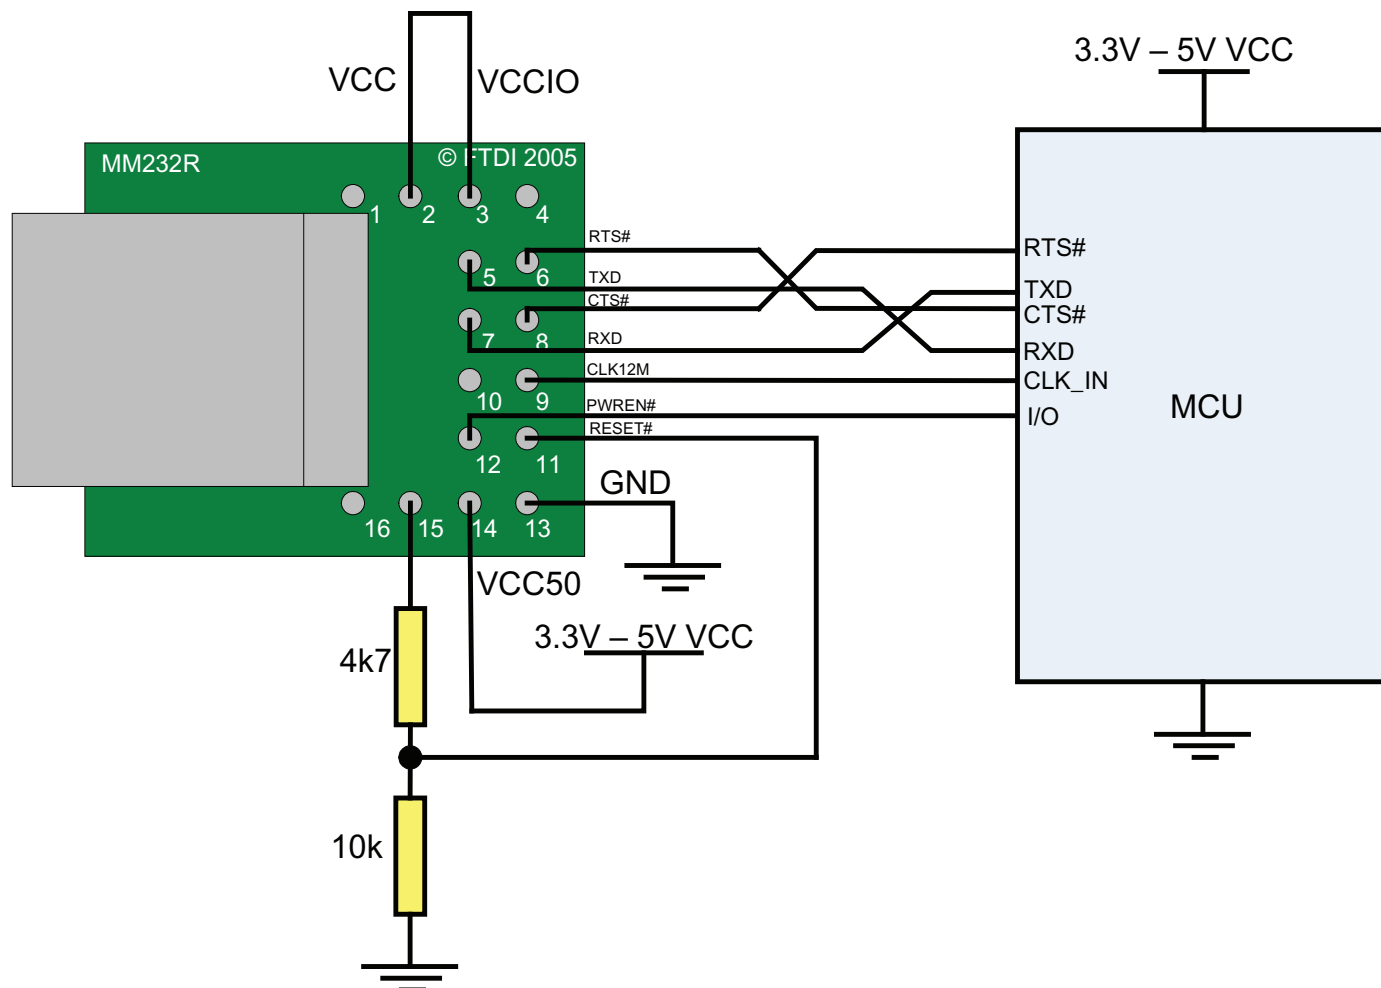 3.3V – 5V VCC
VCC
VCCIO
MM232R
© FTDI 2005
1
2
3
4
RTS#
RTS#
5
6
TXD
TXD
CTS#
CTS#
7
8
RXD
RXD
CLK12M
CLK_IN
10
9
PWREN#
I/O
MCU
RESET#
12
11
GND
16
15
14
13
VCC50
3.3V – 5V VCC
4k7
10k